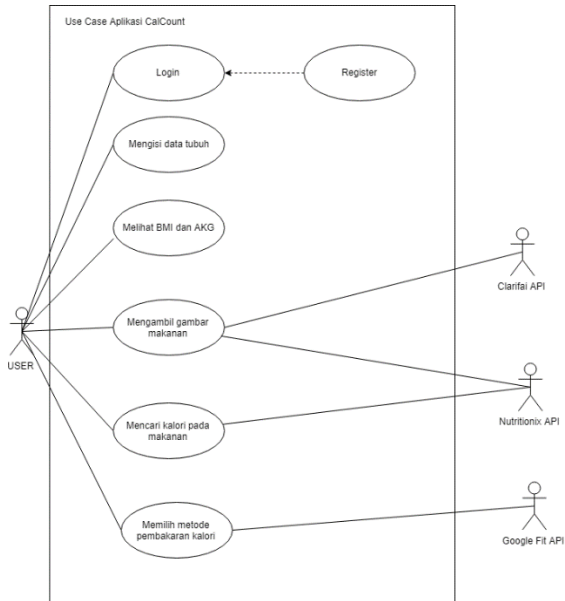 Use Case Aplikasi CalCount
Login
Register
Mengisi data tubuh
Melihat BMI dan AKG
Clarifai API
Mengambil gambar
makanan
USER
Nutritionix API
Mencari kalori pada
makanan
Memilih metode
pembakaran kalori
Google Fit API